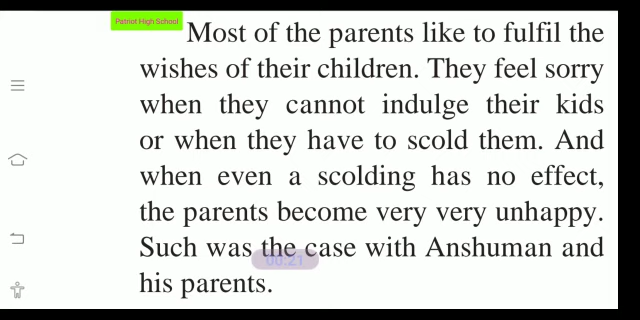 Patriot High School
Most of the parents like to fulfil the
wishes of their children. They feel sorry
when they cannot indulge their kids
or when they have to scold them. And
when even a scolding has no effect,
the parents become very very unhappy.
Such was the case with Anshuman and
00:21
his parents.